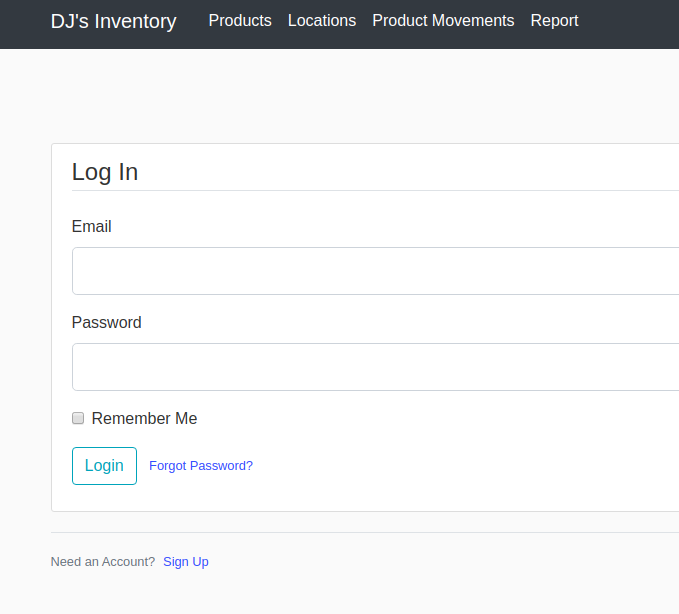 DJ's Inventory Products Locations Product Movements Report
Log In
Email
Password
Remember Me
Login Forgot Password?
Need an Account? Sign Up